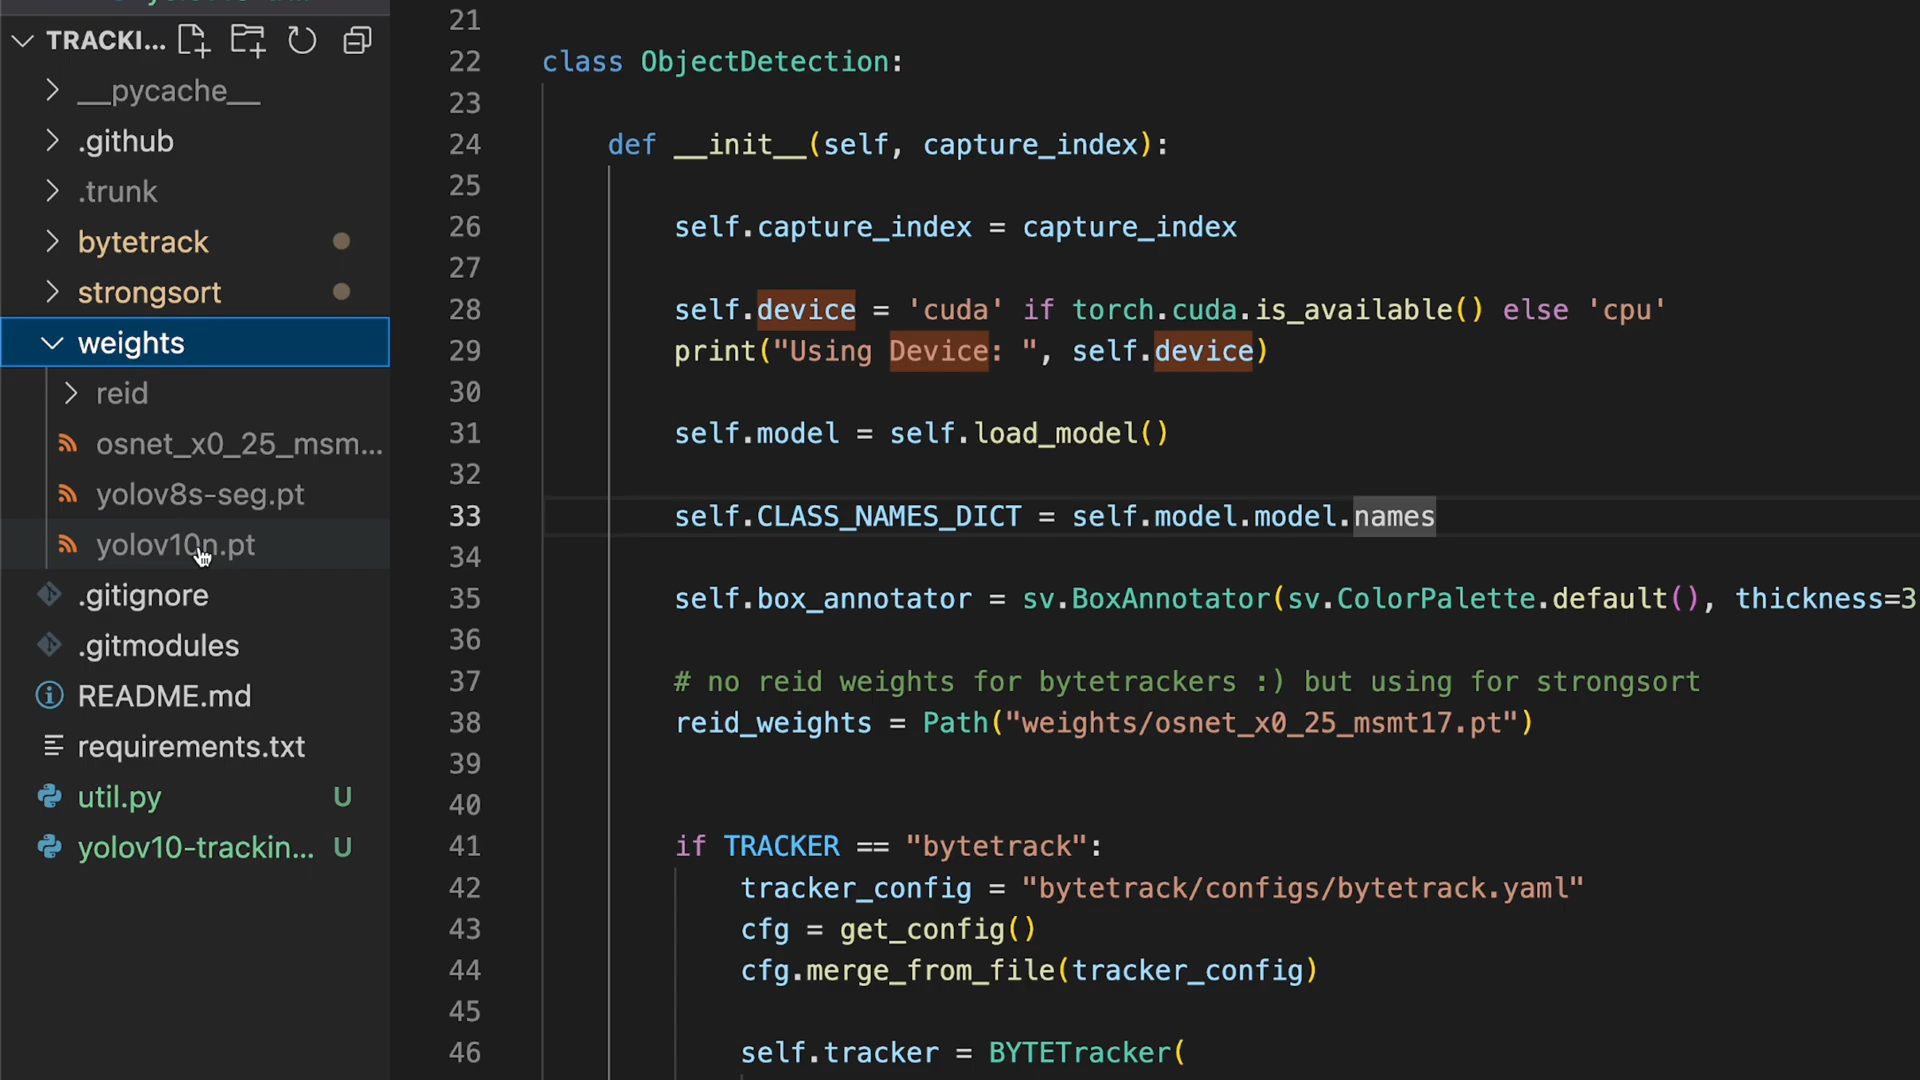 TRACKI...
__pycache__
.github
.trunk
bytetrack
strongsort
weights
reid
osnet_x0_25_msm...
yolov8s-seg.pt
yolov10n.pt
.gitignore
.gitmodules
README.md
requirements.txt
util.py U
yolov10-trackin... U
21
22 class ObjectDetection:
23
24 def __init__(self, capture_index):
25
26 self.capture_index = capture_index
27
28 self.device = 'cuda' if torch.cuda.is_available() else 'cpu'
29 print("Using Device: ", self.device)
30
31 self.model = self.load_model()
32
33 self.CLASS_NAMES_DICT = self.model.model.names
34
35 self.box_annotator = sv.BoxAnnotator(sv.ColorPalette.default(), thickness=3
36
37 # no reid weights for bytetrackers :) but using for strongsort
38 reid_weights = Path("weights/osnet_x0_25_msmt17.pt")
39
40
41 if TRACKER == "bytetrack":
42 tracker_config = "bytetrack/configs/bytetrack.yaml"
43 cfg = get_config()
44 cfg.merge_from_file(tracker_config)
45
46 self.tracker = BYTETracker(